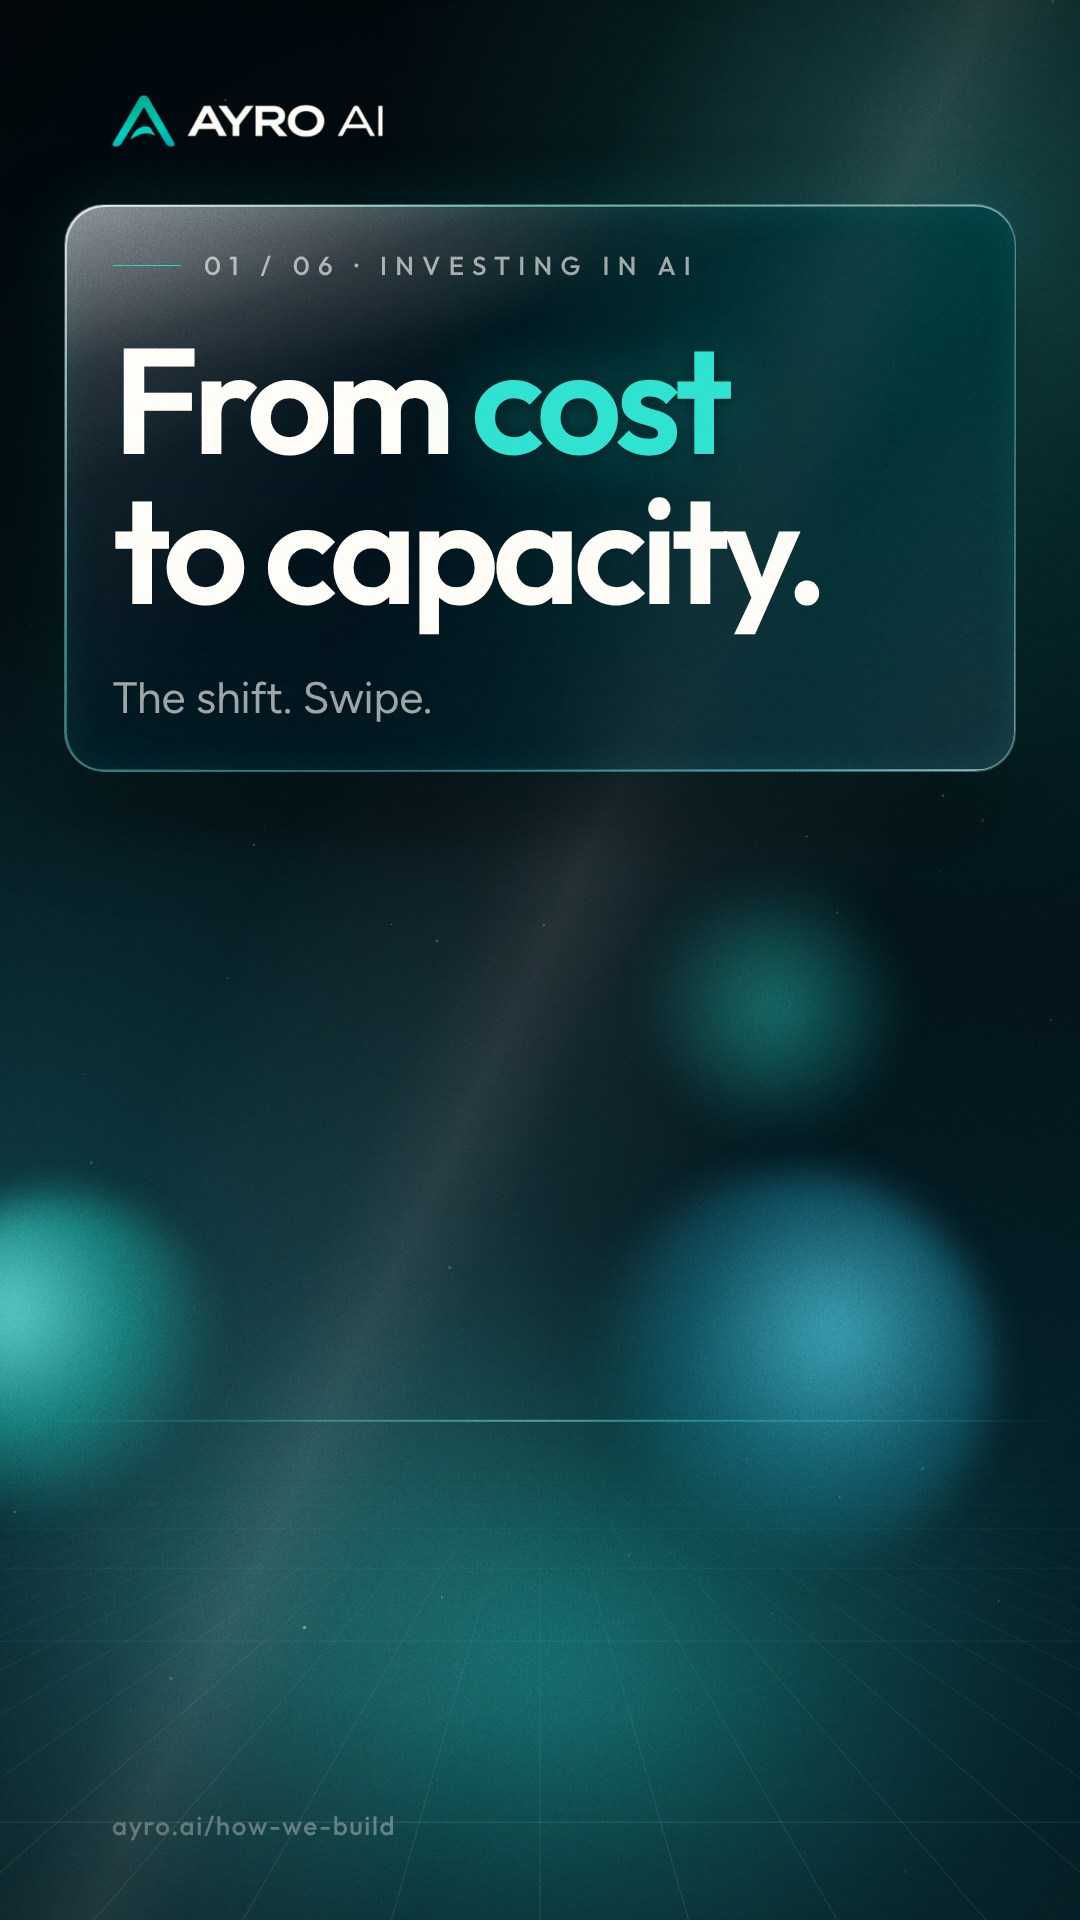 AYRO AI
01 / 06 · INVESTING IN AI
From cost
to capacity.
The shift. Swipe.
ayro.ai/how-we-build